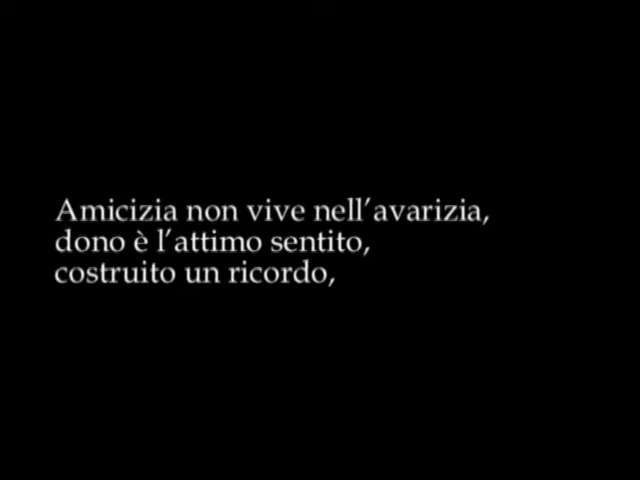 Amicizia non vive nell’avarizia,
dono è l’attimo sentito,
costruito un ricordo,